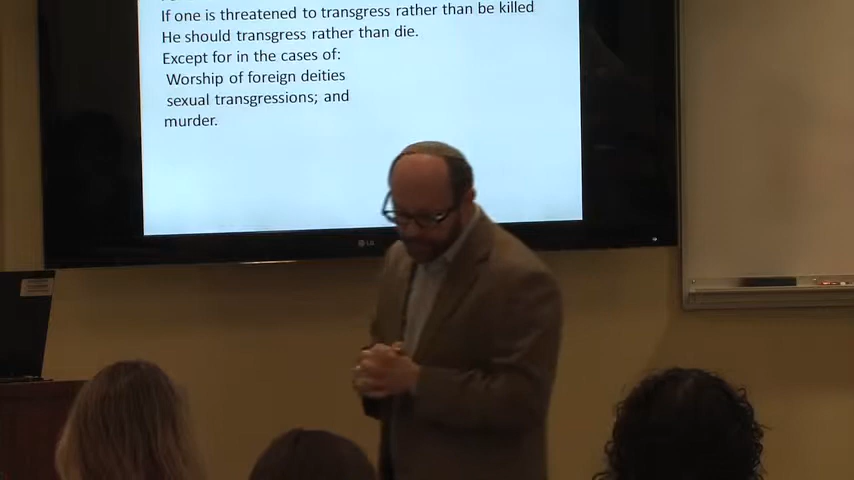 If one is threatened to transgress rather than be killed
He should transgress rather than die.
Except for in the cases of:
Worship of foreign deities
sexual transgressions; and
murder.
LG